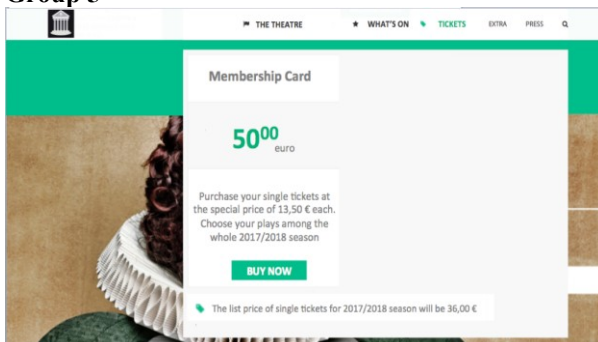 Group 3
THE THEATRE WHAT'S ON TICKETS EXTRA PRESS
Membership Card
50⁰⁰
euro
Purchase your single tickets at
the special price of 13,50 € each.
Choose your plays among the
whole 2017/2018 season
BUY NOW
The list price of single tickets for 2017/2018 season will be 36,00 €